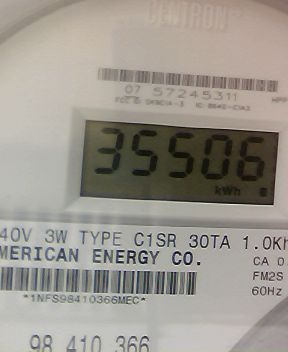 CENTRON
07 57245311
35506
kWh
40V 3W TYPE C1SR 30TA 1.0Kh
MERICAN ENERGY CO.
CA 0.
FM2S
60Hz
*1NFS98410366MEC*
98 410 366